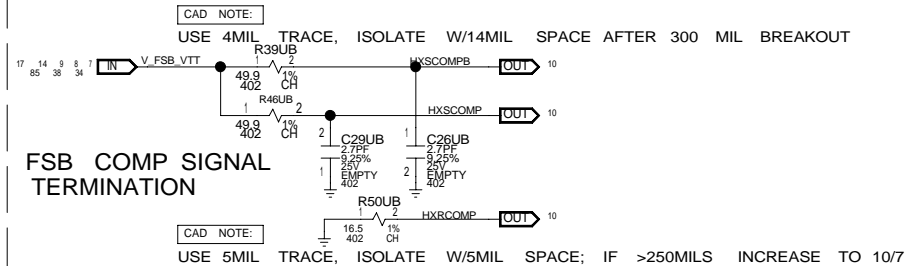 CAD NOTE:
USE 4MIL TRACE, ISOLATE W/14MIL SPACE AFTER 300 MIL BREAKOUT
R39UB
17 14 9 8 7 IN V_FSB_VTT 1 2 HXSCOMPB OUT 10
85 38 34
49.9 1%
402 CH
R46UB
1 2 HXSCOMP OUT 10
49.9 1%
402 CH
2 C29UB
2.7PF
9.25%
25V
1 EMPTY
402
1 C26UB
2.7PF
9.25%
25V
2 EMPTY
402
FSB COMP SIGNAL
TERMINATION
R50UB
1 2 HXRCOMP OUT 10
16.5 1%
402 CH
CAD NOTE:
USE 5MIL TRACE, ISOLATE W/5MIL SPACE; IF >250MILS INCREASE TO 10/7